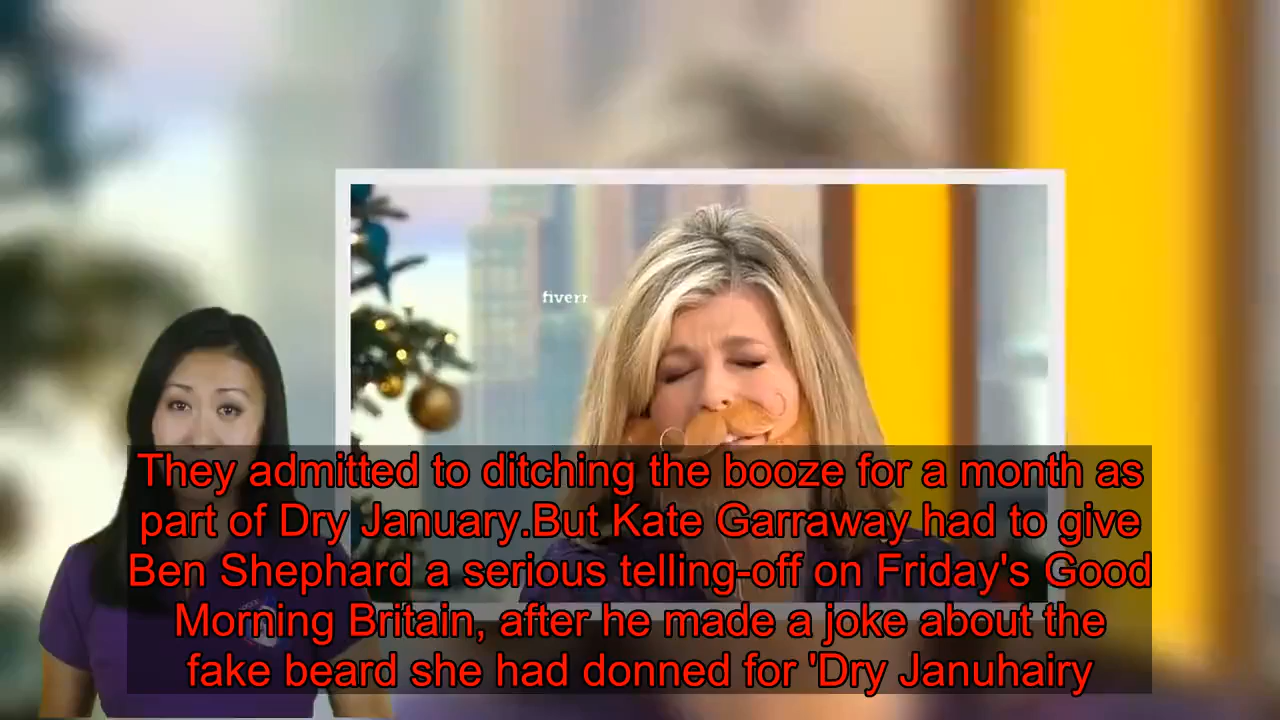 fiverr
They admitted to ditching the booze for a month as
part of Dry January.But Kate Garraway had to give
Ben Shephard a serious telling-off on Friday's Good
Morning Britain, after he made a joke about the
fake beard she had donned for 'Dry Januhairy